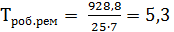 Tроб.рем = 928,8 / 25·7 = 5,3